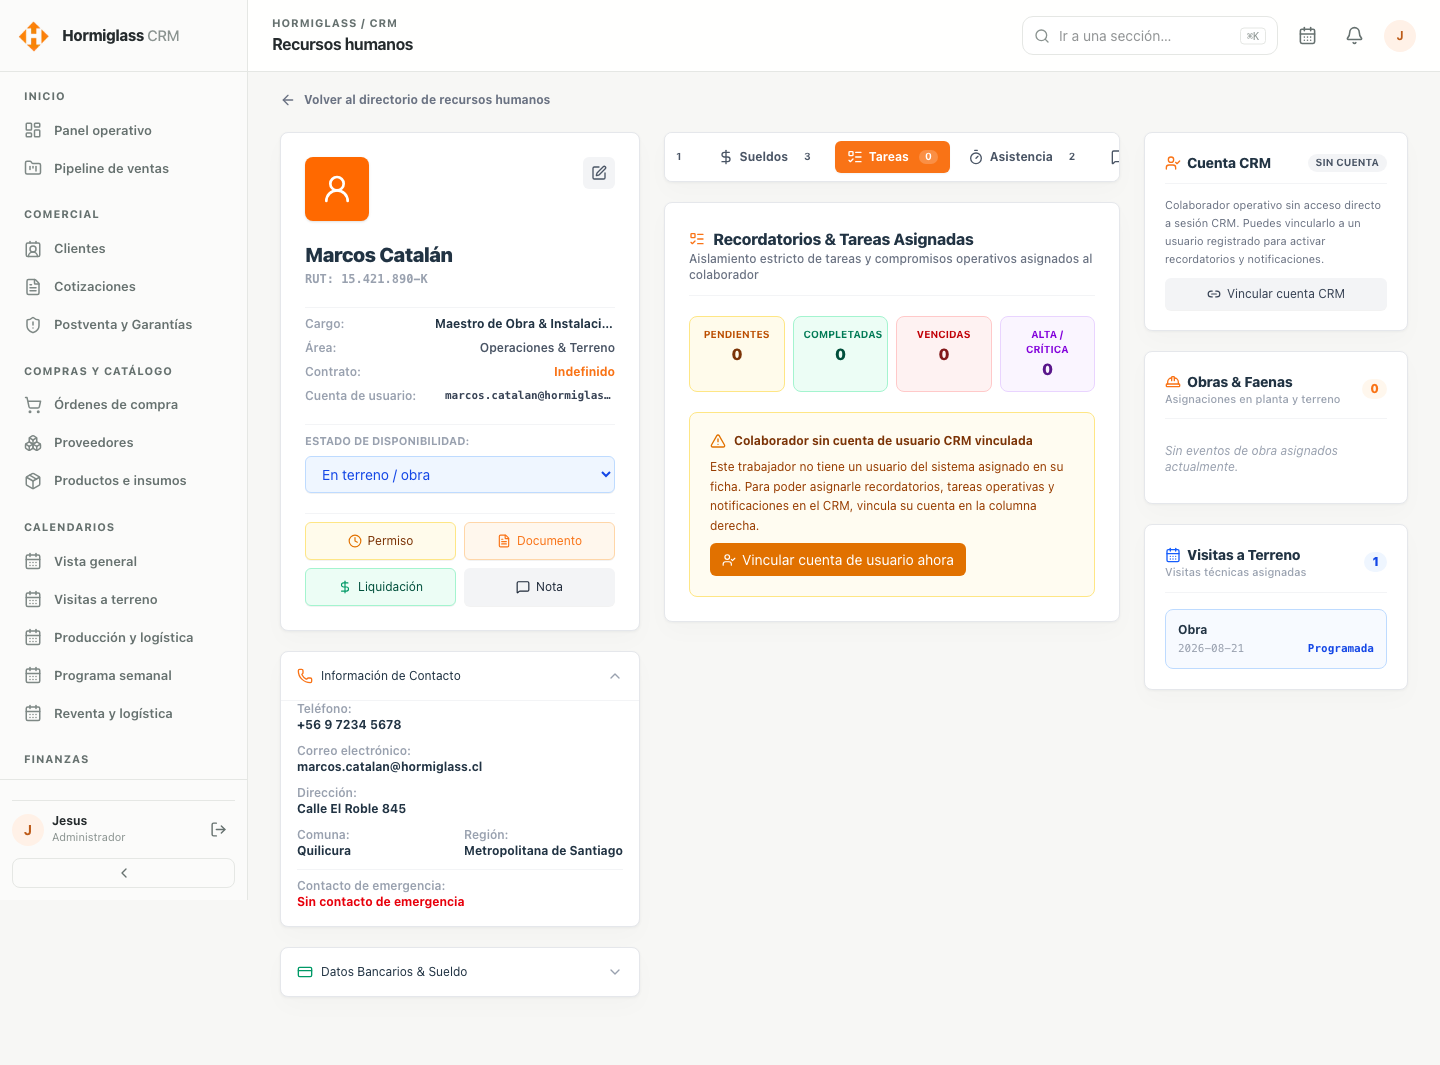 Hormiglass CRM
INICIO
Panel operativo
Pipeline de ventas
COMERCIAL
Clientes
Cotizaciones
Postventa y Garantías
COMPRAS Y CATÁLOGO
Órdenes de compra
Proveedores
Productos e insumos
CALENDARIOS
Vista general
Visitas a terreno
Producción y logística
Programa semanal
Reventa y logística
FINANZAS
J
Jesus
Administrador
HORMIGLASS / CRM
Recursos humanos
Ir a una sección...
⌘K
J
Volver al directorio de recursos humanos
Marcos Catalán
RUT: 15.421.890-K
Cargo: Maestro de Obra & Instalaci...
Área: Operaciones & Terreno
Contrato: Indefinido
Cuenta de usuario: marcos.catalan@hormiglas…
ESTADO DE DISPONIBILIDAD:
En terreno / obra
Permiso
Documento
Liquidación
Nota
Información de Contacto
Teléfono:
+56 9 7234 5678
Correo electrónico:
marcos.catalan@hormiglass.cl
Dirección:
Calle El Roble 845
Comuna: Región:
Quilicura Metropolitana de Santiago
Contacto de emergencia:
Sin contacto de emergencia
Datos Bancarios & Sueldo
1 Sueldos 3 Tareas 0 Asistencia 2
Recordatorios & Tareas Asignadas
Aislamiento estricto de tareas y compromisos operativos asignados al
colaborador
PENDIENTES
0
COMPLETADAS
0
VENCIDAS
0
ALTA /
CRÍTICA
0
Colaborador sin cuenta de usuario CRM vinculada
Este trabajador no tiene un usuario del sistema asignado en su
ficha. Para poder asignarle recordatorios, tareas operativas y
notificaciones en el CRM, vincula su cuenta en la columna
derecha.
Vincular cuenta de usuario ahora
Cuenta CRM
SIN CUENTA
Colaborador operativo sin acceso directo
a sesión CRM. Puedes vincularlo a un
usuario registrado para activar
recordatorios y notificaciones.
Vincular cuenta CRM
Obras & Faenas
Asignaciones en planta y terreno
0
Sin eventos de obra asignados
actualmente.
Visitas a Terreno
Visitas técnicas asignadas
1
Obra
2026-08-21 Programada